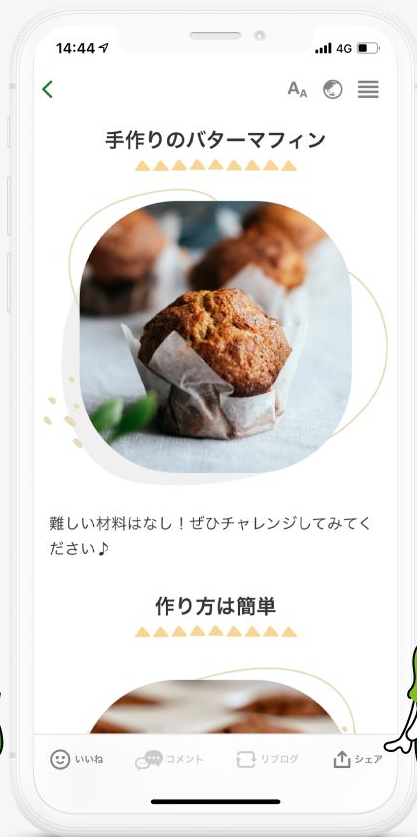 14:44
4G
AA
手作りのバターマフィン
難しい材料はなし！ぜひチャレンジしてみてく
ださい♪
作り方は簡単
いいね
コメント
リブログ
シェア